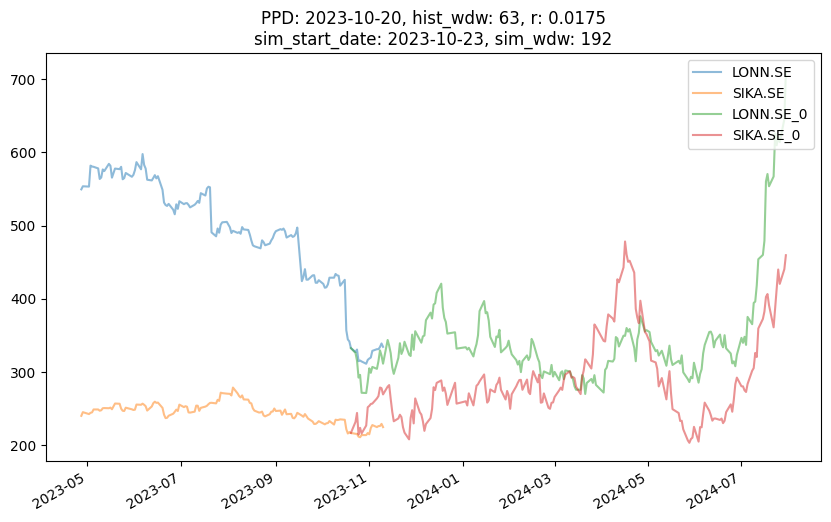 PPD: 2023-10-20, hist_wdw: 63, r: 0.0175
sim_start_date: 2023-10-23, sim_wdw: 192
LONN.SE
SIKA.SE
LONN.SE_0
SIKA.SE_0
700
600
500
400
300
200
2023-05
2023-07
2023-09
2023-11
2024-01
2024-03
2024-05
2024-07